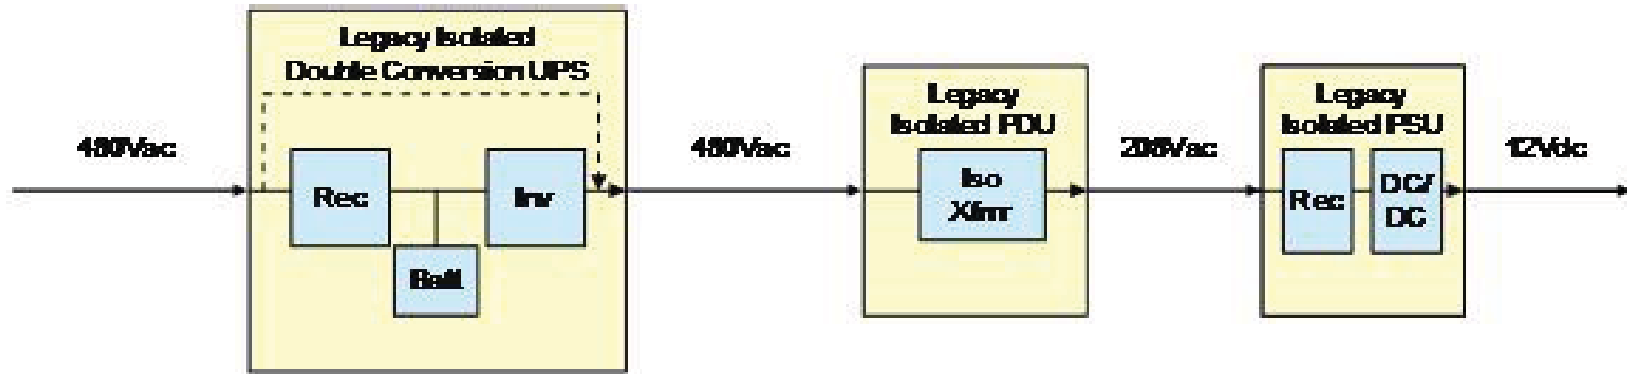 Legacy Isolated
Double Conversion UPS
480Vac
Rec
Inv
Batt
480Vac
Legacy
Isolated PDU
Iso
Xfmr
208Vac
Legacy
Isolated PSU
Rec
DC/
DC
12Vdc